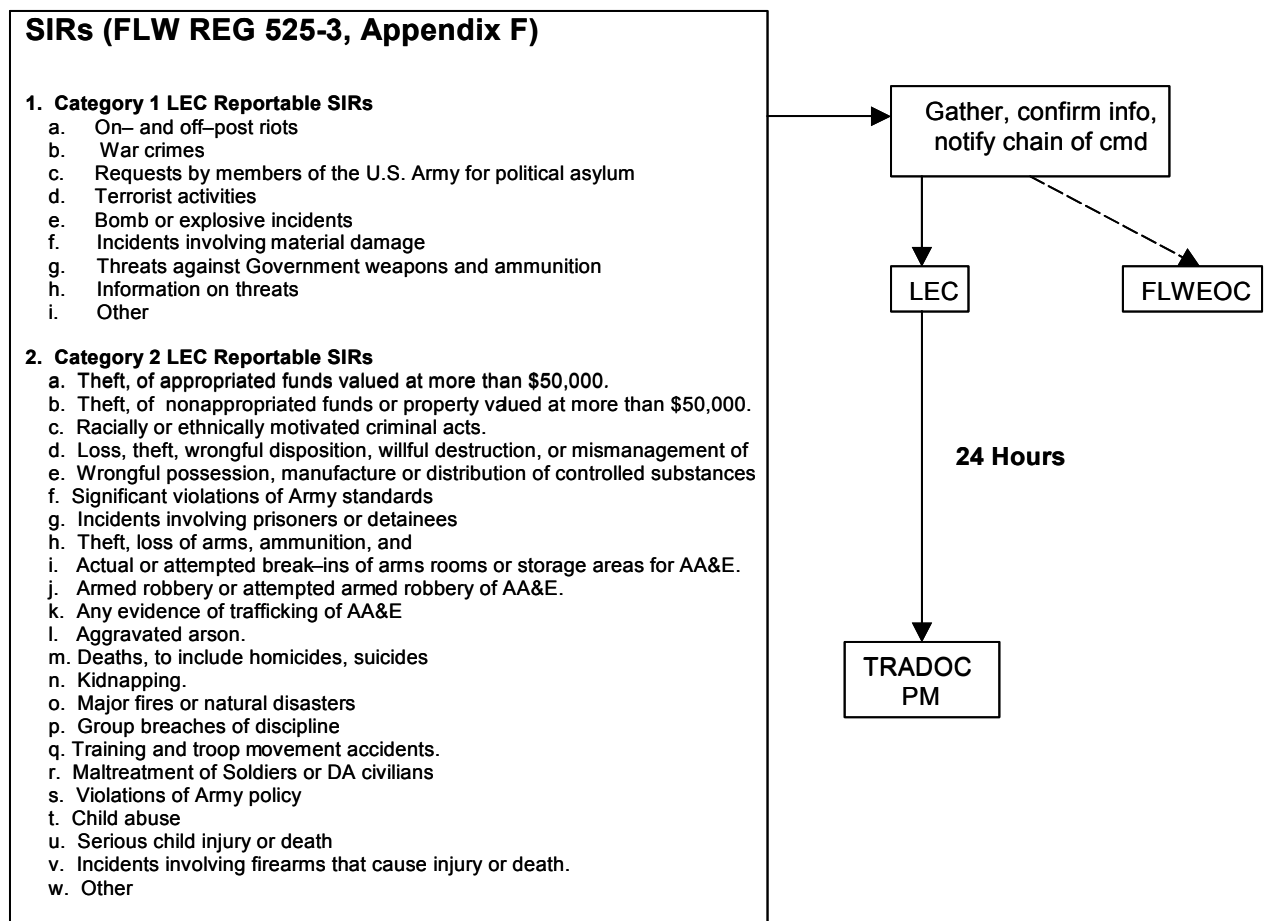 SIRs (FLW REG 525-3, Appendix F)
1. Category 1 LEC Reportable SIRs
a. On– and off–post riots
b. War crimes
c. Requests by members of the U.S. Army for political asylum
d. Terrorist activities
e. Bomb or explosive incidents
f. Incidents involving material damage
g. Threats against Government weapons and ammunition
h. Information on threats
i. Other
2. Category 2 LEC Reportable SIRs
a. Theft, of appropriated funds valued at more than $50,000.
b. Theft, of nonappropriated funds or property valued at more than $50,000.
c. Racially or ethnically motivated criminal acts.
d. Loss, theft, wrongful disposition, willful destruction, or mismanagement of
e. Wrongful possession, manufacture or distribution of controlled substances
f. Significant violations of Army standards
g. Incidents involving prisoners or detainees
h. Theft, loss of arms, ammunition, and
i. Actual or attempted break–ins of arms rooms or storage areas for AA&E.
j. Armed robbery or attempted armed robbery of AA&E.
k. Any evidence of trafficking of AA&E
l. Aggravated arson.
m. Deaths, to include homicides, suicides
n. Kidnapping.
o. Major fires or natural disasters
p. Group breaches of discipline
q. Training and troop movement accidents.
r. Maltreatment of Soldiers or DA civilians
s. Violations of Army policy
t. Child abuse
u. Serious child injury or death
v. Incidents involving firearms that cause injury or death.
w. Other
Gather, confirm info,
notify chain of cmd
LEC
FLWEOC
24 Hours
TRADOC
PM